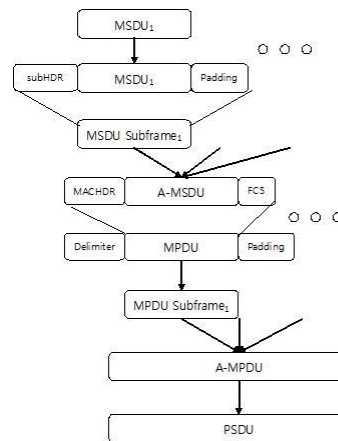 MSDU₁
subHDR MSDU₁ Padding
MSDU Subframe₁
MACHDR A-MSDU FCS
Delimiter MPDU Padding
MPDU Subframe₁
A-MPDU
PSDU